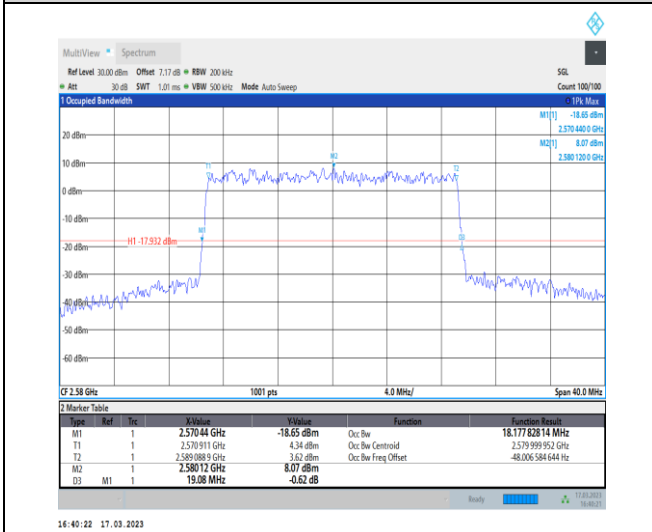 MultiView Spectrum
Ref Level 30.00 dBm Offset 7.17 dB RBW 200 kHz SGL
Att 30 dB SWT 1.01 ms VBW 500 kHz Mode Auto Sweep Count 100/100
1 Occupied Bandwidth 1Pk Max
M1[1] -18.65 dBm
2.570 440 0 GHz
M2[1] 8.07 dBm
2.580 120 0 GHz
20 dBm
10 dBm
T1 M2 T2
0 dBm
-10 dBm
M1 D3
H1 -17.932 dBm
-20 dBm
-30 dBm
-40 dBm
-50 dBm
-60 dBm
CF 2.58 GHz 1001 pts 4.0 MHz/ Span 40.0 MHz
2 Marker Table
Type Ref Trc X-Value Y-Value Function Function Result
M1 1 2.57044 GHz -18.65 dBm Occ Bw 18.177 828 14 MHz
T1 1 2.570 911 GHz 4.34 dBm Occ Bw Centroid 2.579 999 952 GHz
T2 1 2.589 088 9 GHz 3.62 dBm Occ Bw Freq Offset -48.006 584 644 Hz
M2 1 2.58012 GHz 8.07 dBm
D3 M1 1 19.08 MHz -0.62 dB
Ready 17.03.2023
16:40:21
16:40:22 17.03.2023